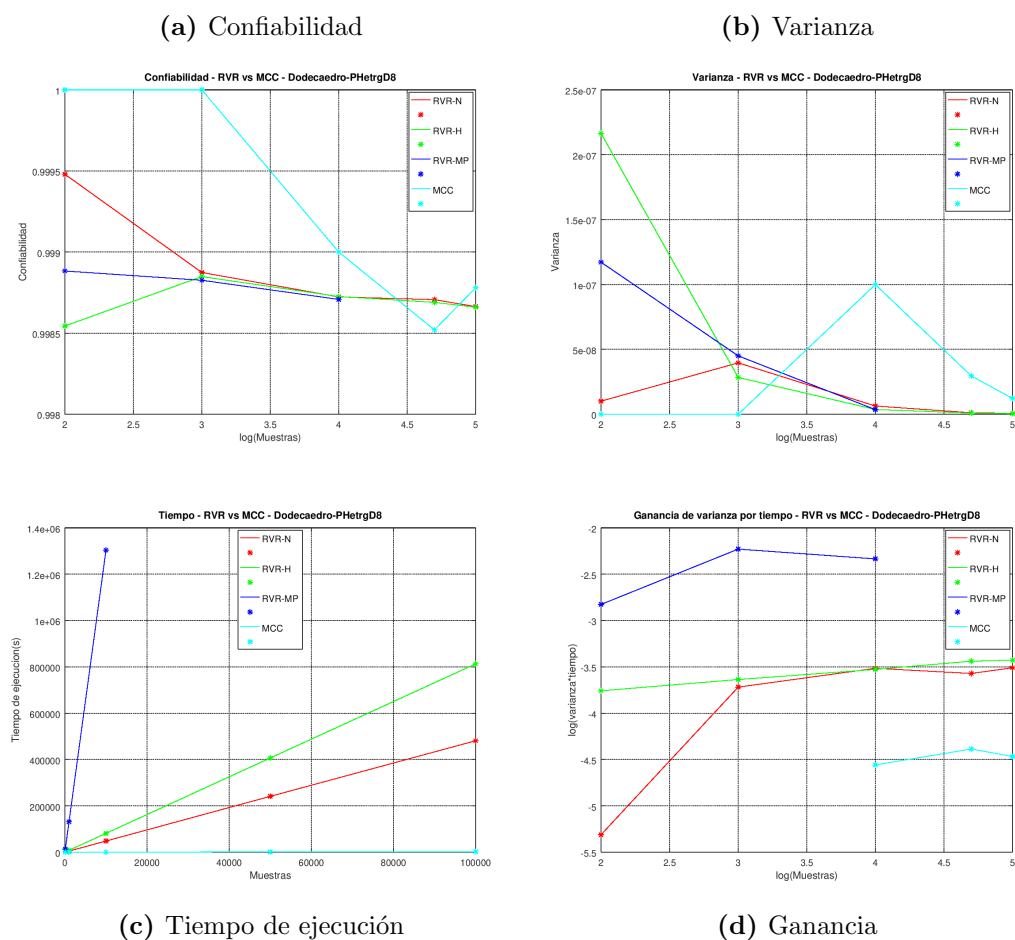 (a) Confiabilidad
(b) Varianza
Confiabilidad - RVR vs MCC - Dodecaedro-PHetrgD8
1
0.9995
0.999
0.9985
0.998
Confiabilidad
2
2.5
3
3.5
4
4.5
5
log(Muestras)
RVR-N
RVR-H
RVR-MP
MCC
Varianza - RVR vs MCC - Dodecaedro-PHetrgD8
2.5e-07
2e-07
1.5e-07
1e-07
5e-08
0
Varianza
2
2.5
3
3.5
4
4.5
5
log(Muestras)
RVR-N
RVR-H
RVR-MP
MCC
Tiempo - RVR vs MCC - Dodecaedro-PHetrgD8
1.4e+06
1.2e+06
1e+06
800000
600000
400000
200000
0
Tiempo de ejecucion(s)
0
20000
40000
60000
80000
100000
Muestras
RVR-N
RVR-H
RVR-MP
MCC
Ganancia de varianza por tiempo - RVR vs MCC - Dodecaedro-PHetrgD8
-2
-2.5
-3
-3.5
-4
-4.5
-5
-5.5
log(varianza*tiempo)
2
2.5
3
3.5
4
4.5
5
log(Muestras)
RVR-N
RVR-H
RVR-MP
MCC
(c) Tiempo de ejecución
(d) Ganancia